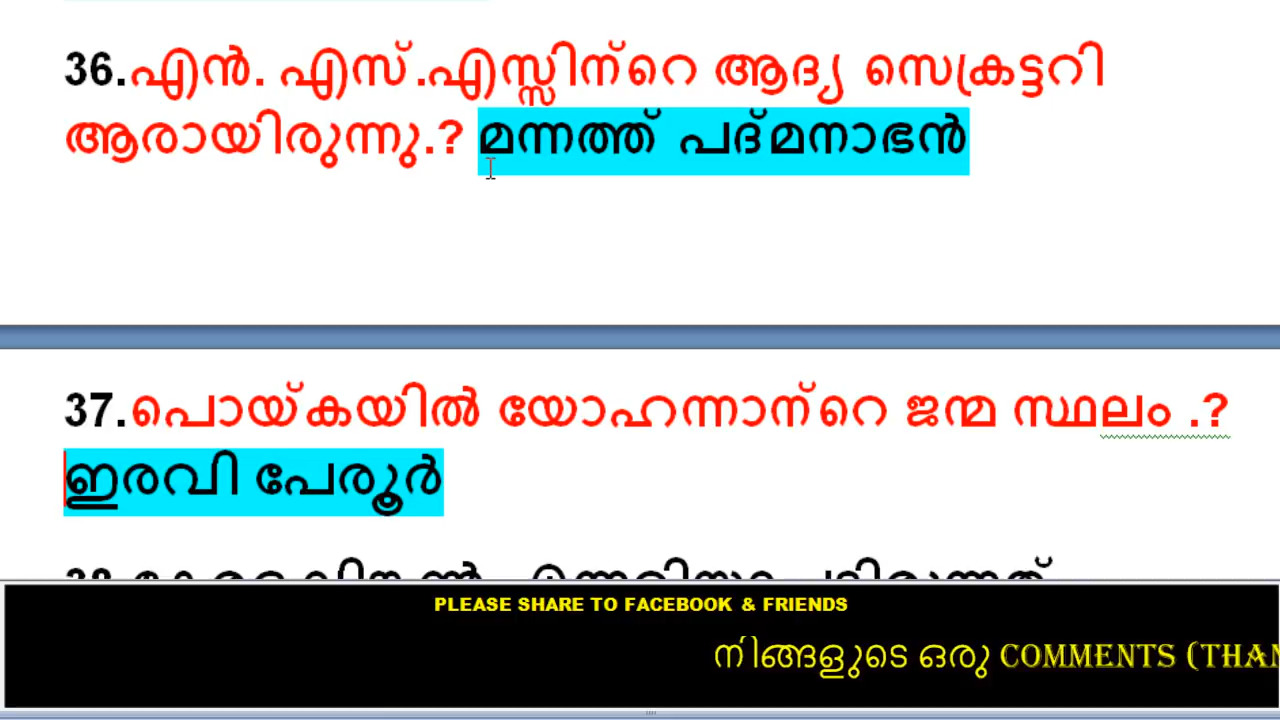 36.എൻ. എസ്.എസ്സിന്റെ ആദ്യ സെക്രട്ടറി
ആരായിരുന്നു.? മന്നത്ത് പദ്മനാഭൻ
37.പൊയ്കയിൽ യോഹന്നാന്റെ ജന്മ സ്ഥലം .?
ഇരവി പേരൂർ
PLEASE SHARE TO FACEBOOK & FRIENDS
നിങ്ങളുടെ ഒരു COMMENTS (THAN